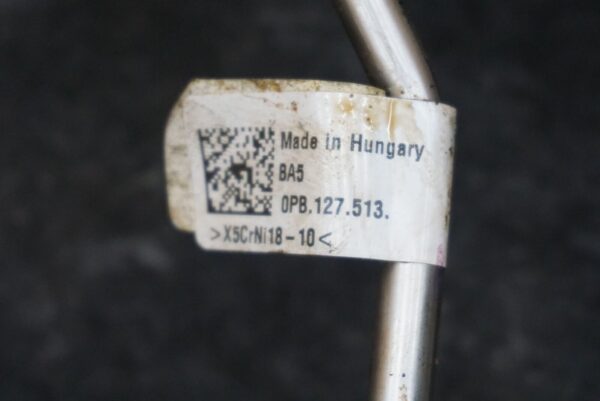 Made in Hungary
BA5
0PB.127.513.
>X5CrNi18-10<